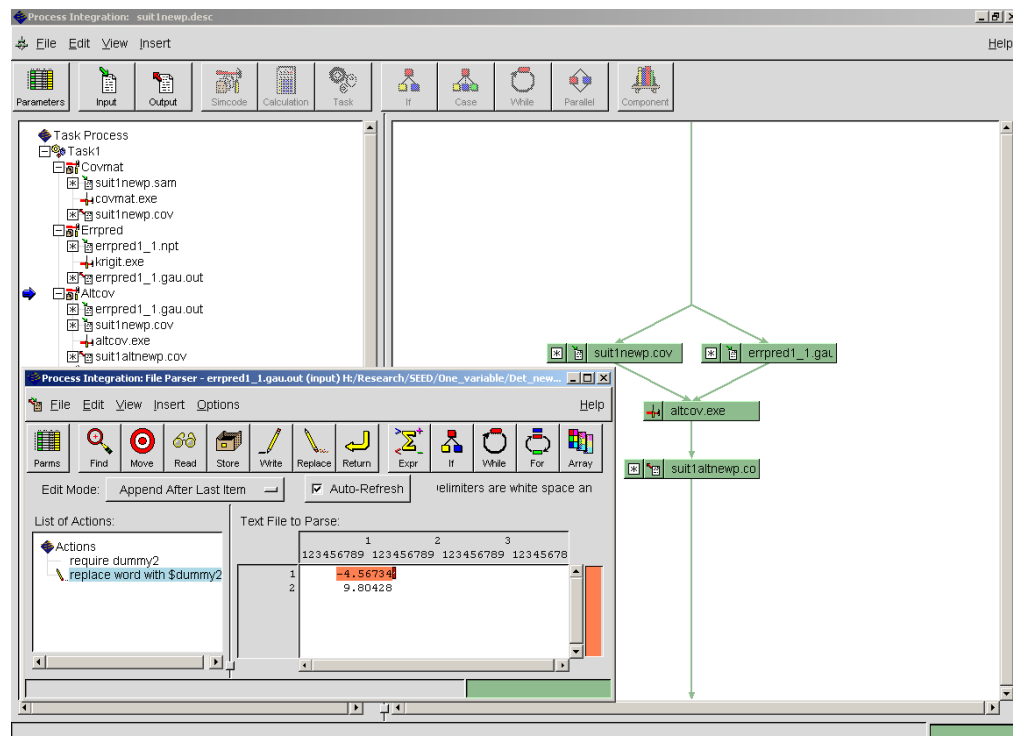 Process Integration: suit1newp.desc
File Edit View Insert Help
Parameters Input Output Simcode Calculation Task If Case While Parallel Component
Task Process
Task1
Covmat
suit1newp.sam
covmat.exe
suit1newp.cov
Errpred
errpred1_1.npt
krigit.exe
errpred1_1.gau.out
Altcov
errpred1_1.gau.out
suit1newp.cov
altcov.exe
suit1altnewp.cov
suit1newp.cov errpred1_1.gau
altcov.exe
suit1altnewp.co
Process Integration: File Parser - errpred1_1.gau.out (input) H:/Research/SEED/One_variable/Det_new...
File Edit View Insert Options Help
Parms Find Move Read Store Write Replace Return Expr If While For Array
Edit Mode: Append After Last Item Auto-Refresh elimiters are white space an
List of Actions: Text File to Parse:
Actions
require dummy2
replace word with $dummy2
1 2 3
123456789 123456789 123456789 12345678
1 -4.56734
2 9.80428